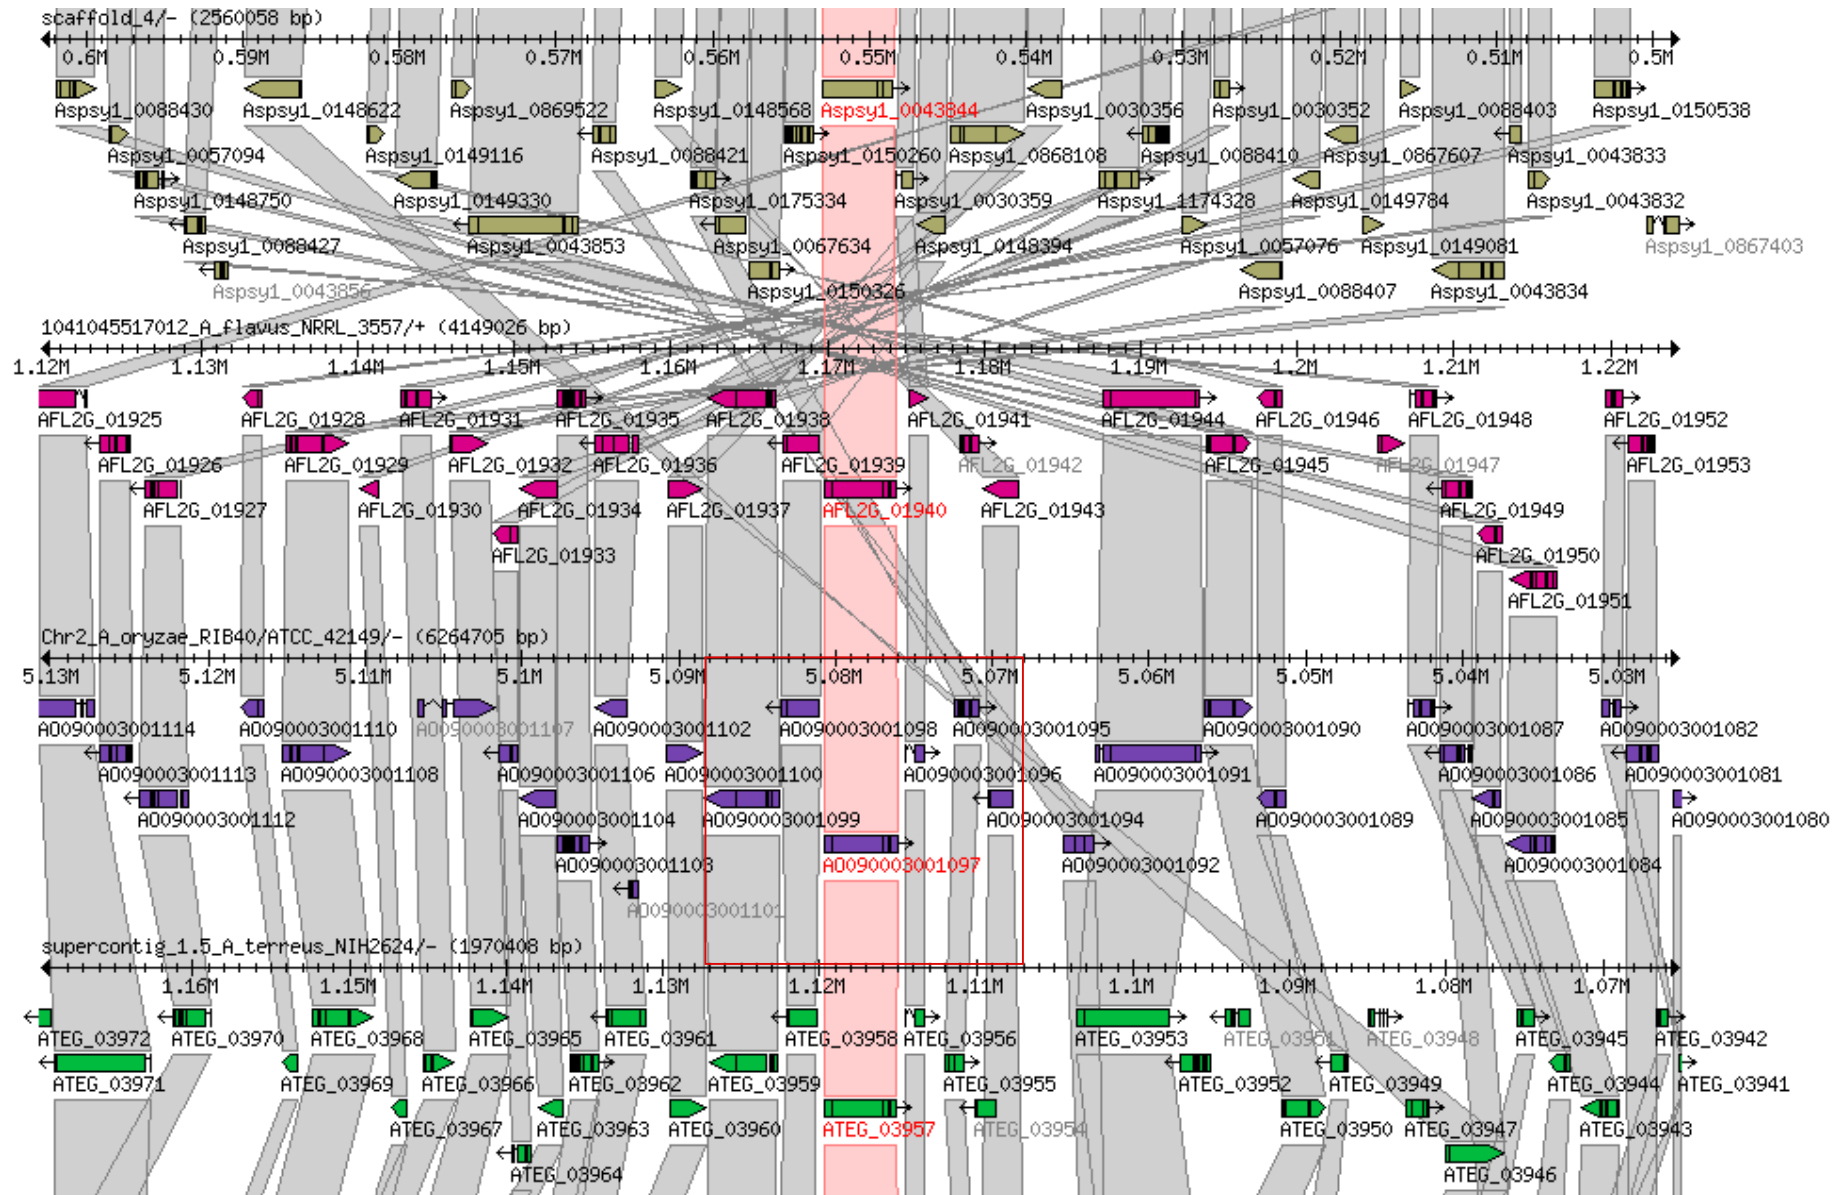 scaffold_4/- (2560058 bp)
0.6M 0.59M 0.58M 0.57M 0.56M 0.55M 0.54M 0.53M 0.52M 0.51M 0.5M
Aspsy1_0088430 Aspsy1_0148622 Aspsy1_0869522 Aspsy1_0148568 Aspsy1_0043844 Aspsy1_0030356 Aspsy1_0030352 Aspsy1_0088403 Aspsy1_0150538
Aspsy1_0057094 Aspsy1_0149116 Aspsy1_0088421 Aspsy1_0150260 Aspsy1_0868108 Aspsy1_0088410 Aspsy1_0867607 Aspsy1_0043833
Aspsy1_0148750 Aspsy1_0149330 Aspsy1_0175334 Aspsy1_0030359 Aspsy1_1174328 Aspsy1_0149784 Aspsy1_0043832
Aspsy1_0088427 Aspsy1_0043853 Aspsy1_0067634 Aspsy1_0148394 Aspsy1_0057076 Aspsy1_0149081 Aspsy1_0867403
Aspsy1_0043856 Aspsy1_0150326 Aspsy1_0088407 Aspsy1_0043834
1041045517012_A_flavus_NRRL_3557/+ (4149026 bp)
1.12M 1.13M 1.14M 1.15M 1.16M 1.17M 1.18M 1.19M 1.2M 1.21M 1.22M
AFL2G_01925 AFL2G_01928 AFL2G_01931 AFL2G_01935 AFL2G_01938 AFL2G_01941 AFL2G_01944 AFL2G_01946 AFL2G_01948 AFL2G_01952
AFL2G_01926 AFL2G_01929 AFL2G_01932 AFL2G_01936 AFL2G_01939 AFL2G_01942 AFL2G_01945 AFL2G_01947 AFL2G_01953
AFL2G_01927 AFL2G_01930 AFL2G_01934 AFL2G_01937 AFL2G_01940 AFL2G_01943 AFL2G_01949
AFL2G_01933 AFL2G_01950
AFL2G_01951
Chr2_A_oryzae_RIB40/ATCC_42149/- (6264705 bp)
5.13M 5.12M 5.11M 5.1M 5.09M 5.08M 5.07M 5.06M 5.05M 5.04M 5.03M
AO090003001114 AO090003001110 AO090003001107 AO090003001102 AO090003001098 AO090003001095 AO090003001090 AO090003001087 AO090003001082
AO090003001113 AO090003001108 AO090003001106 AO090003001100 AO090003001096 AO090003001091 AO090003001086 AO090003001081
AO090003001112 AO090003001104 AO090003001099 AO090003001094 AO090003001089 AO090003001085 AO090003001080
AO090003001103 AO090003001097 AO090003001092 AO090003001084
AO090003001101
supercontig_1.5_A_terreus_NIH2624/- (1970408 bp)
1.16M 1.15M 1.14M 1.13M 1.12M 1.11M 1.1M 1.09M 1.08M 1.07M
ATEG_03972 ATEG_03970 ATEG_03968 ATEG_03965 ATEG_03961 ATEG_03958 ATEG_03956 ATEG_03953 ATEG_03951 ATEG_03948 ATEG_03945 ATEG_03942
ATEG_03971 ATEG_03969 ATEG_03966 ATEG_03962 ATEG_03959 ATEG_03955 ATEG_03952 ATEG_03949 ATEG_03944 ATEG_03941
ATEG_03967 ATEG_03963 ATEG_03960 ATEG_03957 ATEG_03954 ATEG_03950 ATEG_03947 ATEG_03943
ATEG_03964 ATEG_03946